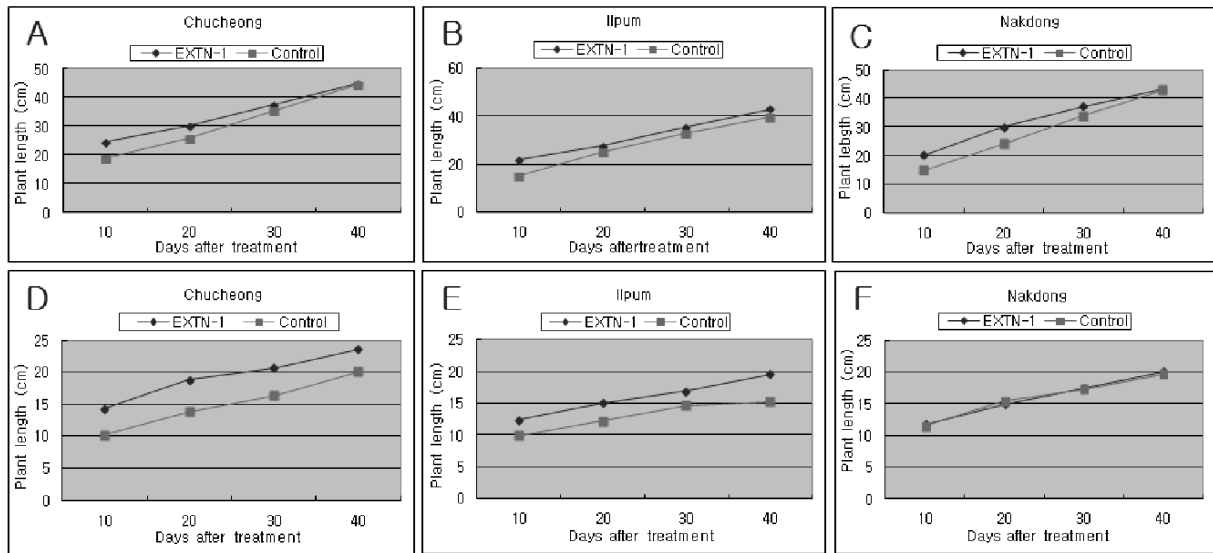 A
Chucheong
EXTN-1 Control
Plant length (cm)
50
40
30
20
10
0
10 20 30 40
Days after treatment
B
Ilpum
EXTN-1 Control
Plant length (cm)
60
40
20
0
10 20 30 40
Days aftertreatment
C
Nakdong
EXTN-1 Control
Plant lebgth (cm)
50
40
30
20
10
0
10 20 30 40
Days after treatment
D
Chucheong
EXTN-1 Control
Plant length (cm)
25
20
15
10
5
0
10 20 30 40
Days after treatment
E
Ilpum
EXTN-1 Control
Plant length (cm)
25
20
15
10
5
0
10 20 30 40
Days after treatment
F
Nakdong
EXTN-1 Control
Plant length (cm)
25
20
15
10
5
0
10 20 30 40
Days after treatment